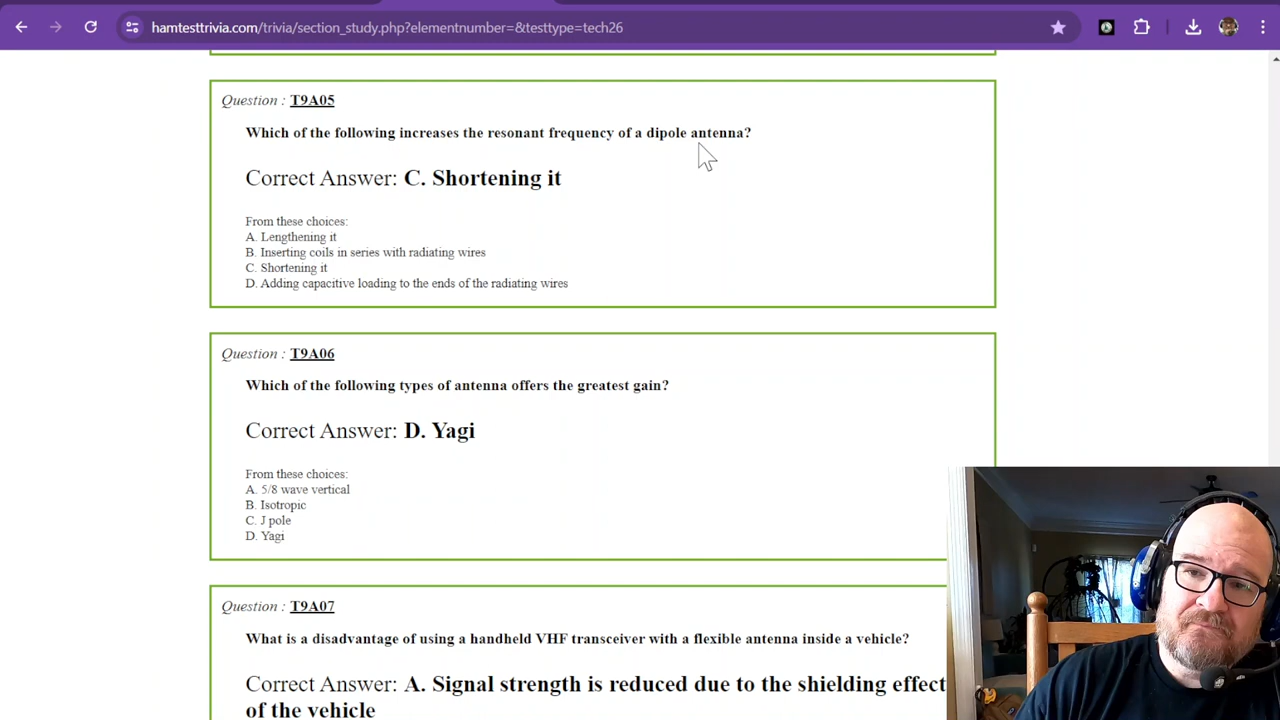 hamtesttrivia.com/trivia/section_study.php?elementnumber=&testtype=tech26
Question : T9A05
Which of the following increases the resonant frequency of a dipole antenna?
Correct Answer: C. Shortening it
From these choices:
A. Lengthening it
B. Inserting coils in series with radiating wires
C. Shortening it
D. Adding capacitive loading to the ends of the radiating wires
Question : T9A06
Which of the following types of antenna offers the greatest gain?
Correct Answer: D. Yagi
From these choices:
A. 5/8 wave vertical
B. Isotropic
C. J pole
D. Yagi
Question : T9A07
What is a disadvantage of using a handheld VHF transceiver with a flexible antenna inside a vehicle?
Correct Answer: A. Signal strength is reduced due to the shielding effect
of the vehicle